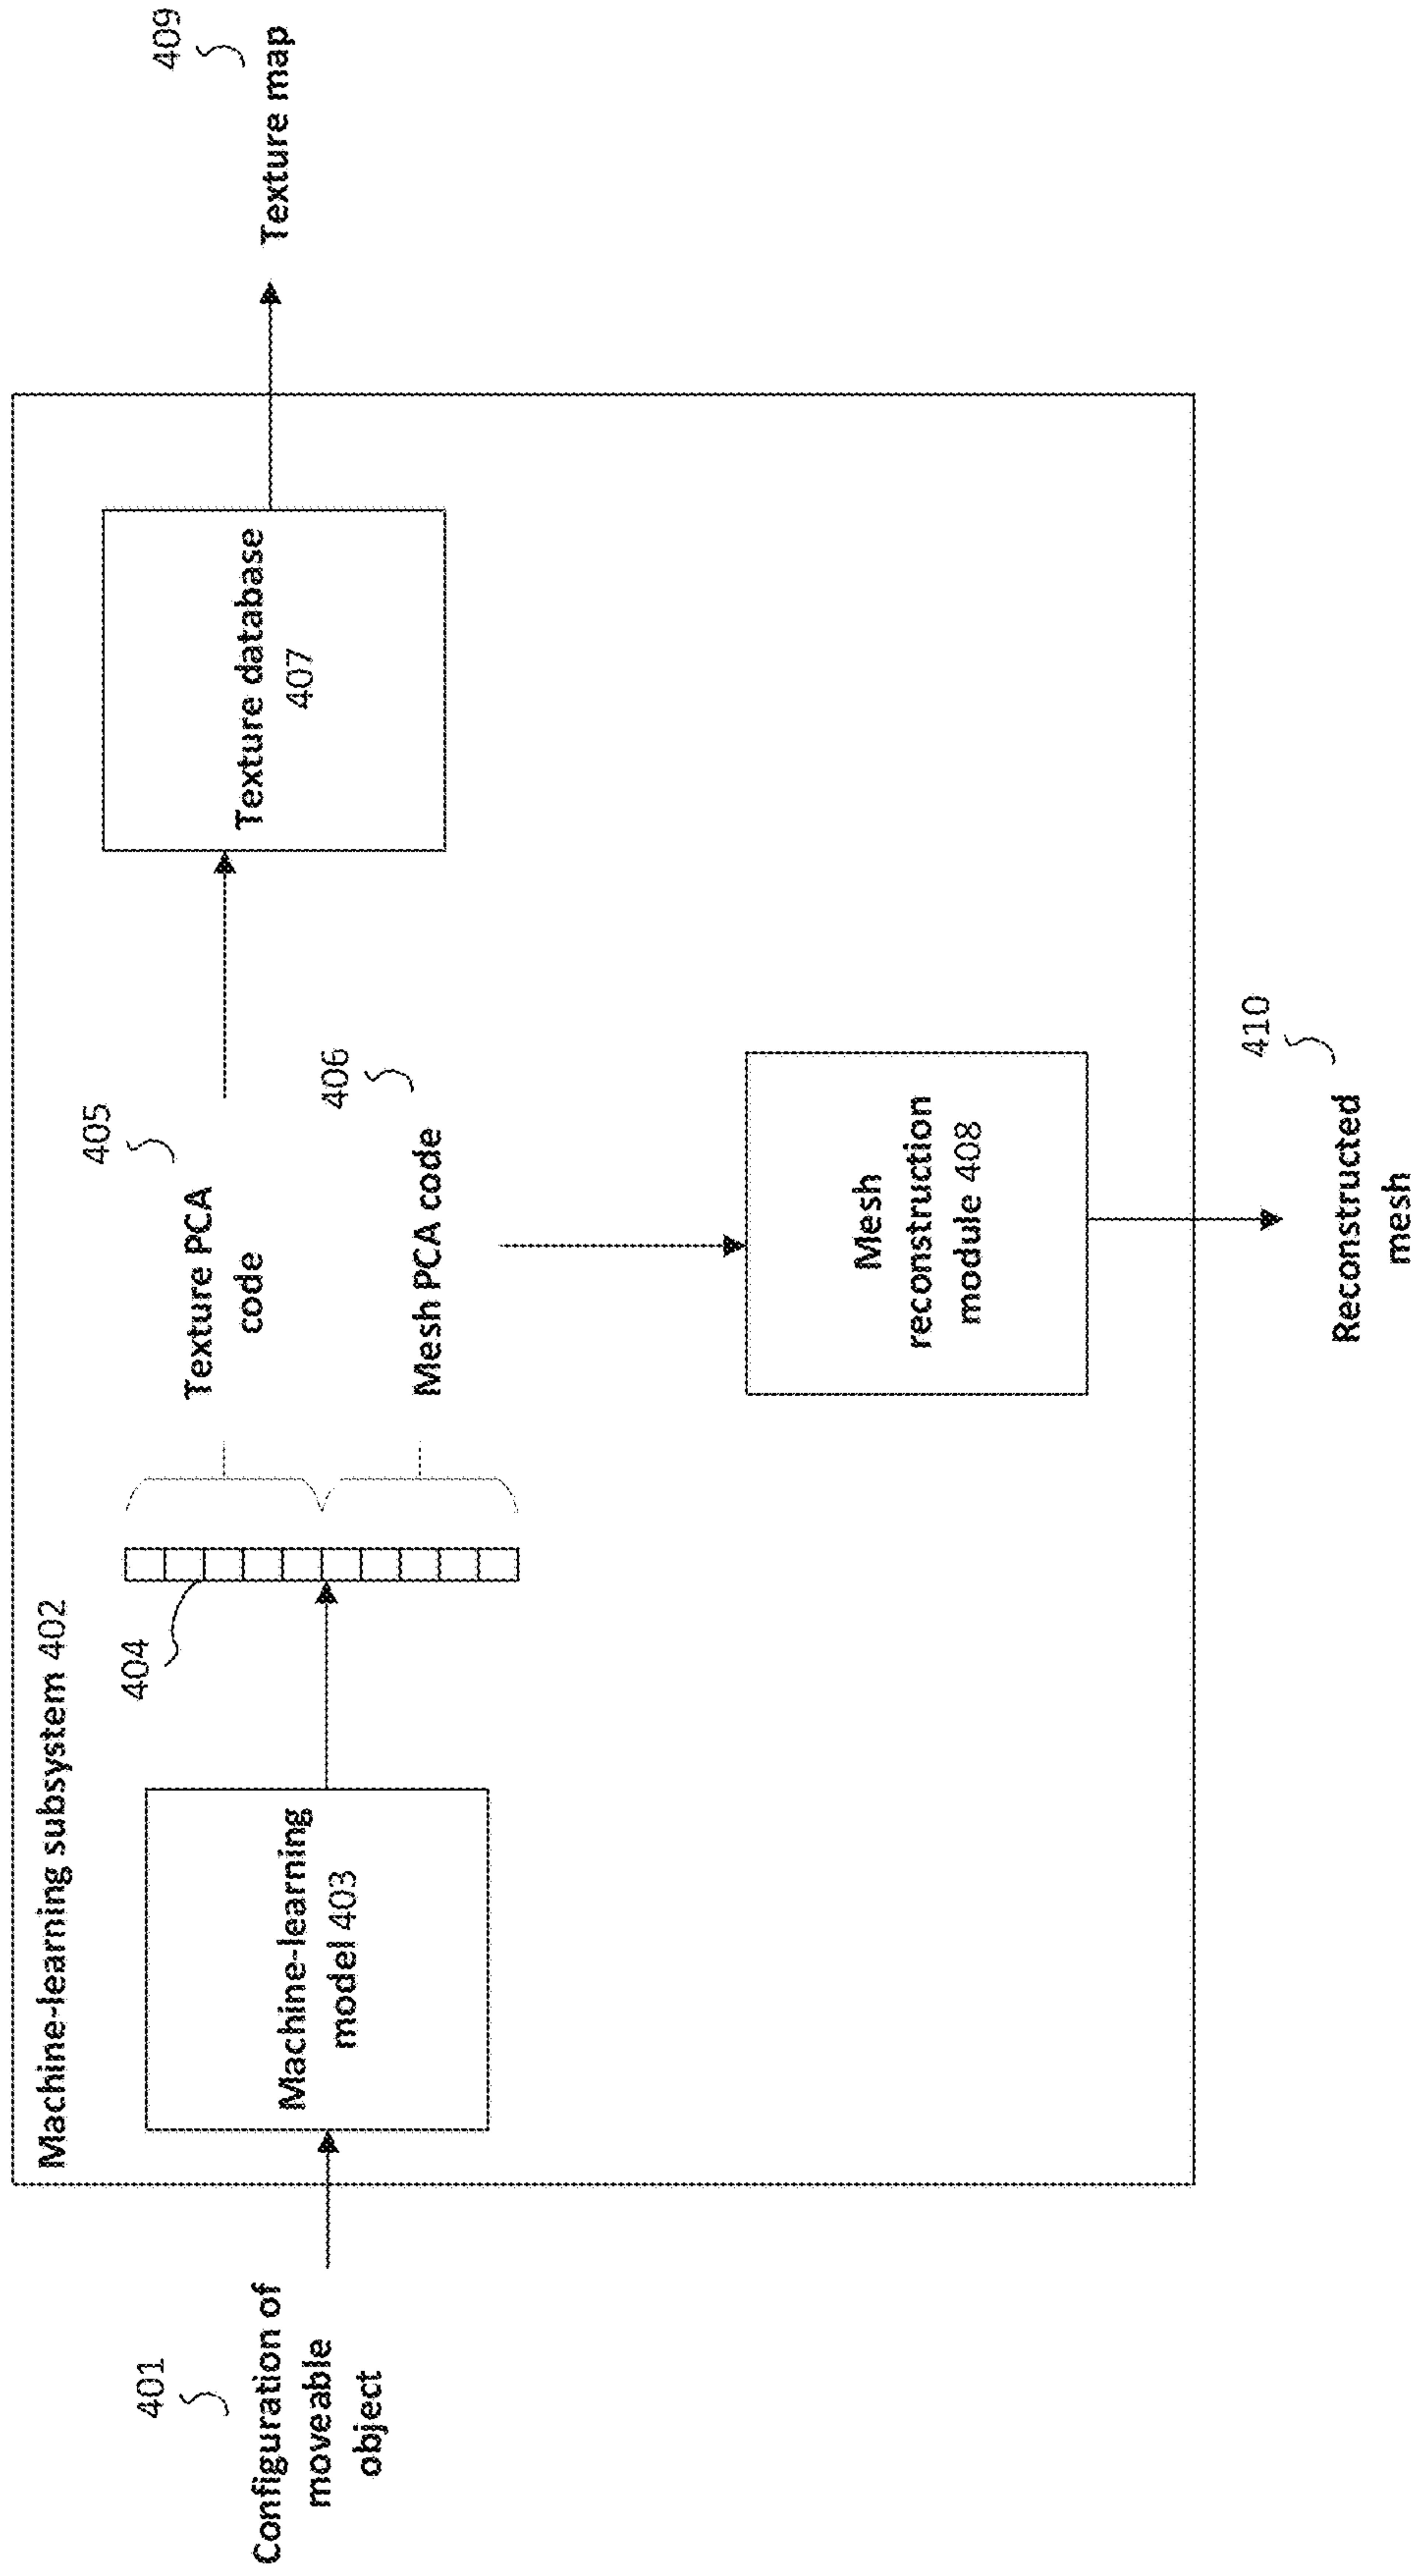 Machine-learning subsystem 402
401
Configuration of
moveable
object
Machine-learning
model 403
404
405
Texture PCA
code
406
Mesh PCA code
Texture database
407
409
Texture map
Mesh
reconstruction
module 408
410
Reconstructed
mesh